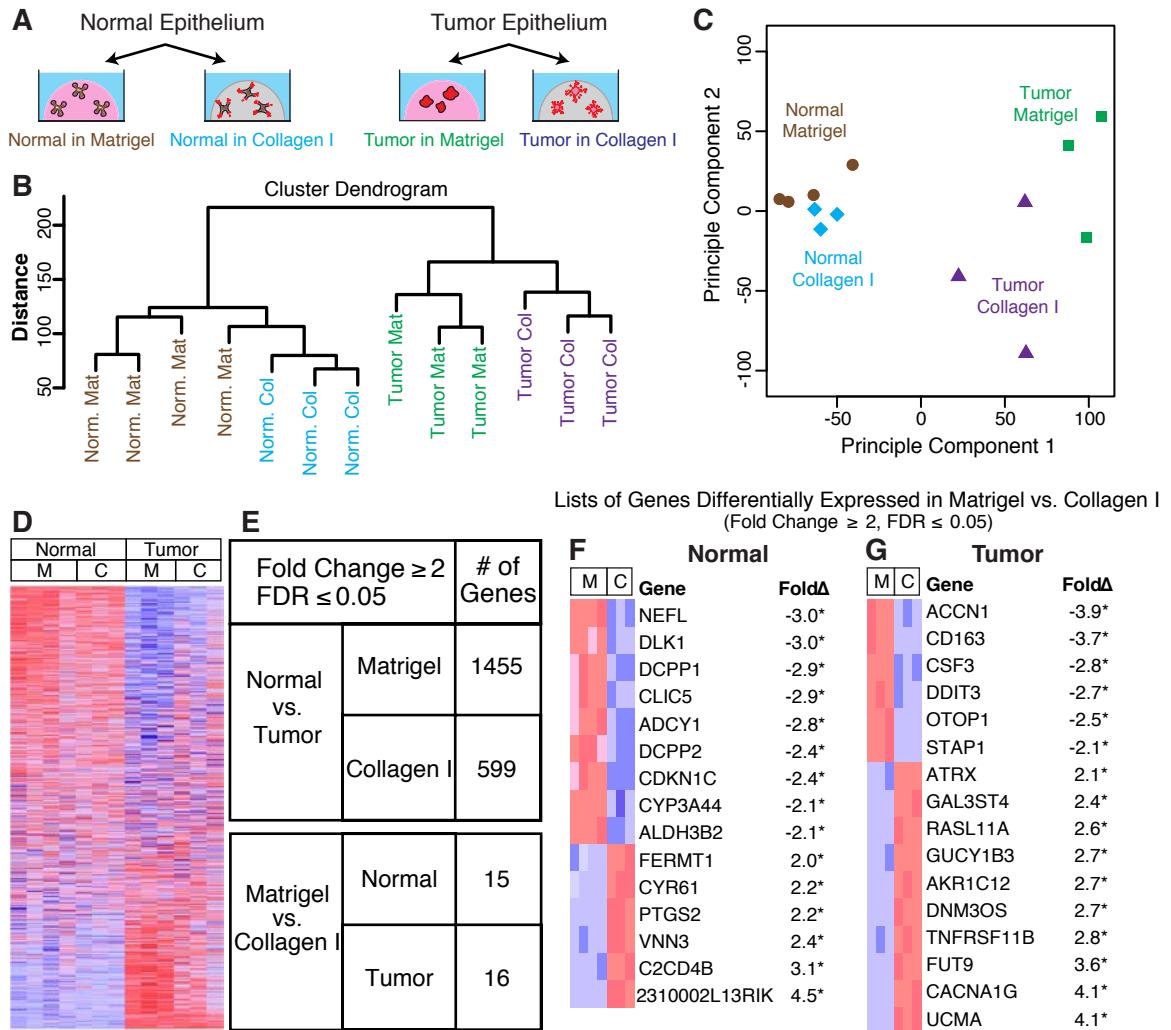 A
Normal Epithelium
Tumor Epithelium
Normal in Matrigel
Normal in Collagen I
Tumor in Matrigel
Tumor in Collagen I
B
Cluster Dendrogram
Distance
200
150
100
50
Norm. Mat
Norm. Mat
Norm. Mat
Norm. Mat
Norm. Col
Norm. Col
Norm. Col
Tumor Mat
Tumor Mat
Tumor Mat
Tumor Col
Tumor Col
Tumor Col
C
Principle Component 2
100
50
0
-50
-100
Normal
Matrigel
Tumor
Matrigel
Normal
Collagen I
Tumor
Collagen I
-50 0 50 100
Principle Component 1
D
Normal Tumor
M C M C
E
Fold Change ≥ 2
FDR ≤ 0.05
# of
Genes
Normal
vs.
Tumor
Matrigel 1455
Collagen I 599
Matrigel
vs.
Collagen I
Normal 15
Tumor 16
Lists of Genes Differentially Expressed in Matrigel vs. Collagen I
(Fold Change ≥ 2, FDR ≤ 0.05)
F Normal
M C Gene FoldΔ
NEFL -3.0*
DLK1 -3.0*
DCPP1 -2.9*
CLIC5 -2.9*
ADCY1 -2.8*
DCPP2 -2.4*
CDKN1C -2.4*
CYP3A44 -2.1*
ALDH3B2 -2.1*
FERMT1 2.0*
CYR61 2.2*
PTGS2 2.2*
VNN3 2.4*
C2CD4B 3.1*
2310002L13RIK 4.5*
G Tumor
M C Gene FoldΔ
ACCN1 -3.9*
CD163 -3.7*
CSF3 -2.8*
DDIT3 -2.7*
OTOP1 -2.5*
STAP1 -2.1*
ATRX 2.1*
GAL3ST4 2.4*
RASL11A 2.6*
GUCY1B3 2.7*
AKR1C12 2.7*
DNM3OS 2.7*
TNFRSF11B 2.8*
FUT9 3.6*
CACNA1G 4.1*
UCMA 4.1*